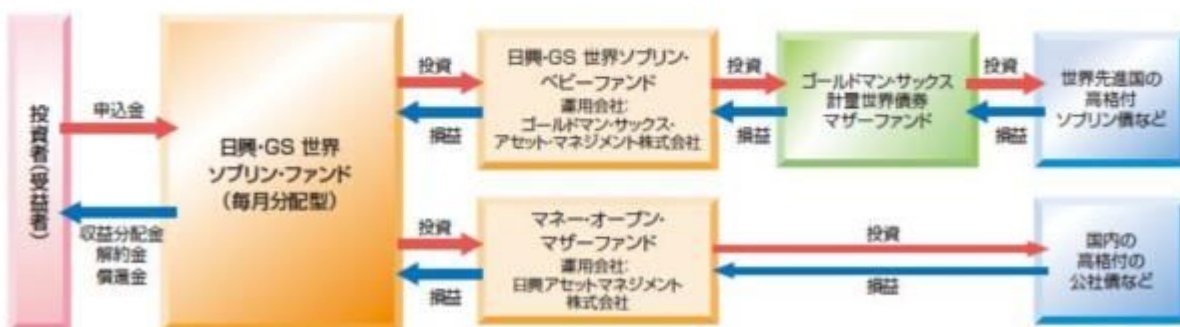 投資者(受益者)
申込金
収益分配金
解約金
償還金
日興・GS 世界
ソブリン・ファンド
(毎月分配型)
投資
損益
日興・GS 世界ソブリン・
ベビーファンド
運用会社:
ゴールドマン・サックス・
アセット・マネジメント株式会社
投資
損益
ゴールドマン・サックス
計量世界債券
マザーファンド
投資
損益
世界先進国の
高格付
ソブリン債など
投資
損益
マネー・オープン・
マザーファンド
運用会社:
日興アセットマネジメント
株式会社
投資
損益
国内の
高格付の
公社債など